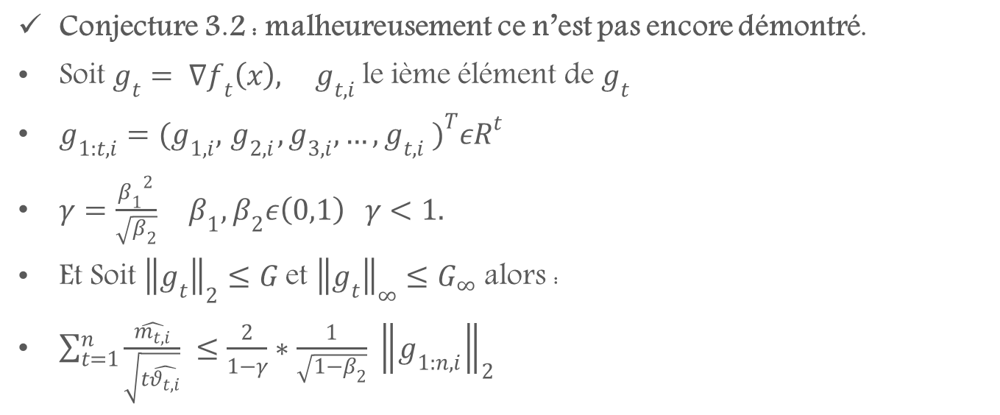 ✓ Conjecture 3.2 : malheureusement ce n’est pas encore démontré.
• Soit $g_t = \nabla f_t(x)$, $g_{t,i}$ le ième élément de $g_t$
• $g_{1:t,i} = (g_{1,i}, g_{2,i}, g_{3,i}, \ldots, g_{t,i})^T \epsilon R^t$
• $\gamma = \frac{{\beta_1}^2}{\sqrt{\beta_2}}$ $\beta_1, \beta_2 \epsilon (0,1)$ $\gamma < 1.$
• Et Soit $\|g_t\|_2 \leq G$ et $\|g_t\|_\infty \leq G_\infty$ alors :
• $\sum_{t=1}^{n} \frac{\widehat{m_{t,i}}}{\sqrt{t\widehat{\vartheta_{t,i}}}} \leq \frac{2}{1-\gamma} * \frac{1}{\sqrt{1-\beta_2}} \|g_{1:n,i}\|_2$